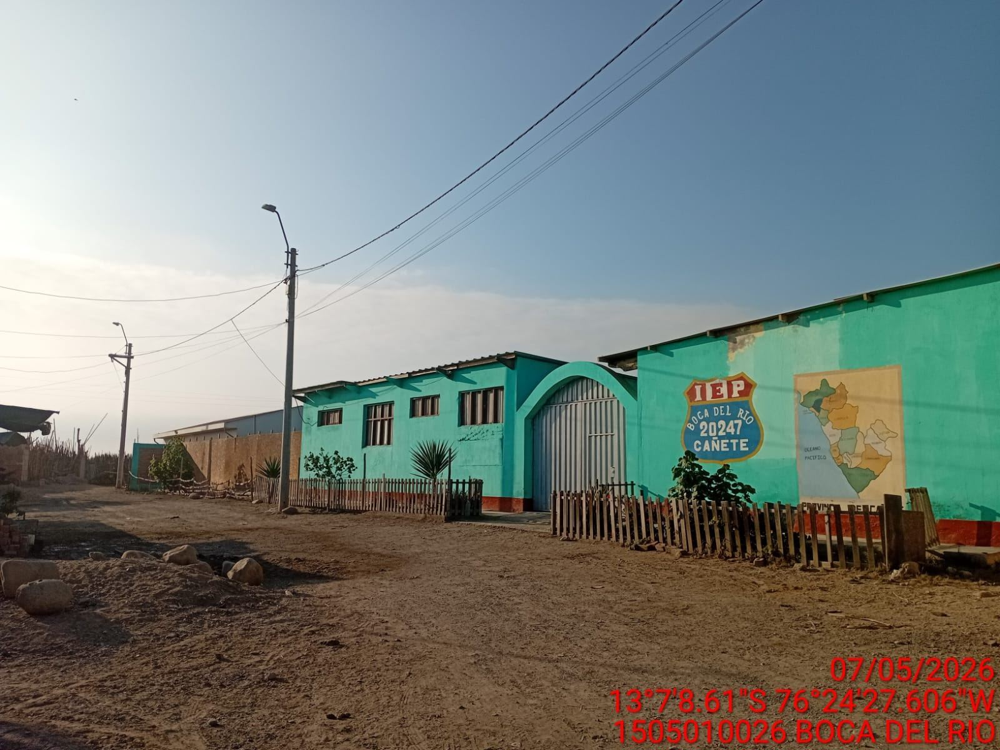 IEP
BOCA DEL RIO
20247
CAÑETE
OCEANO
PACIFICO
07/05/2026
13°7'8.61"S 76°24'27.606"W
1505010026 BOCA DEL RIO